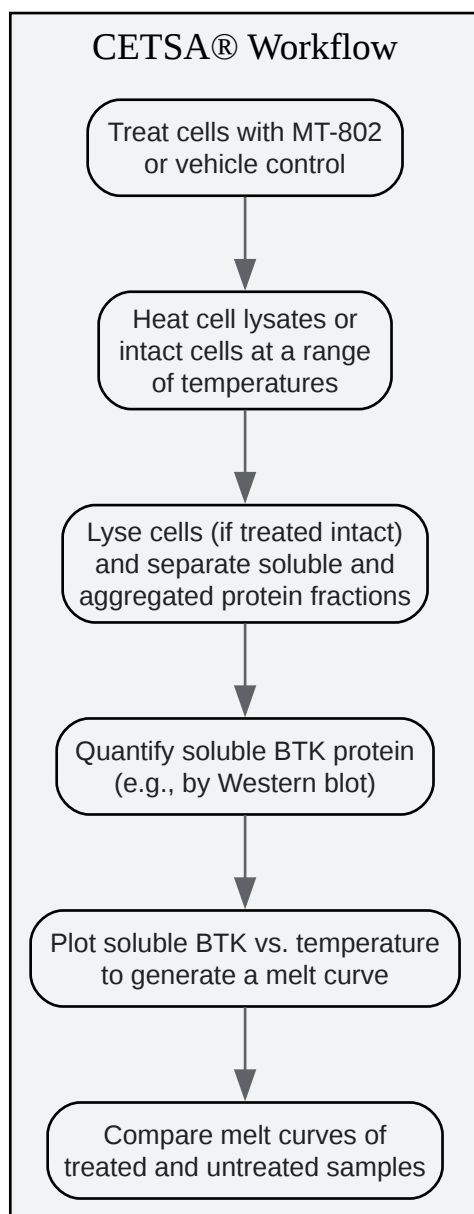 CETSA® Workflow
Treat cells with MT-802
or vehicle control
Heat cell lysates or
intact cells at a range
of temperatures
Lyse cells (if treated intact)
and separate soluble and
aggregated protein fractions
Quantify soluble BTK protein
(e.g., by Western blot)
Plot soluble BTK vs. temperature
to generate a melt curve
Compare melt curves of
treated and untreated samples